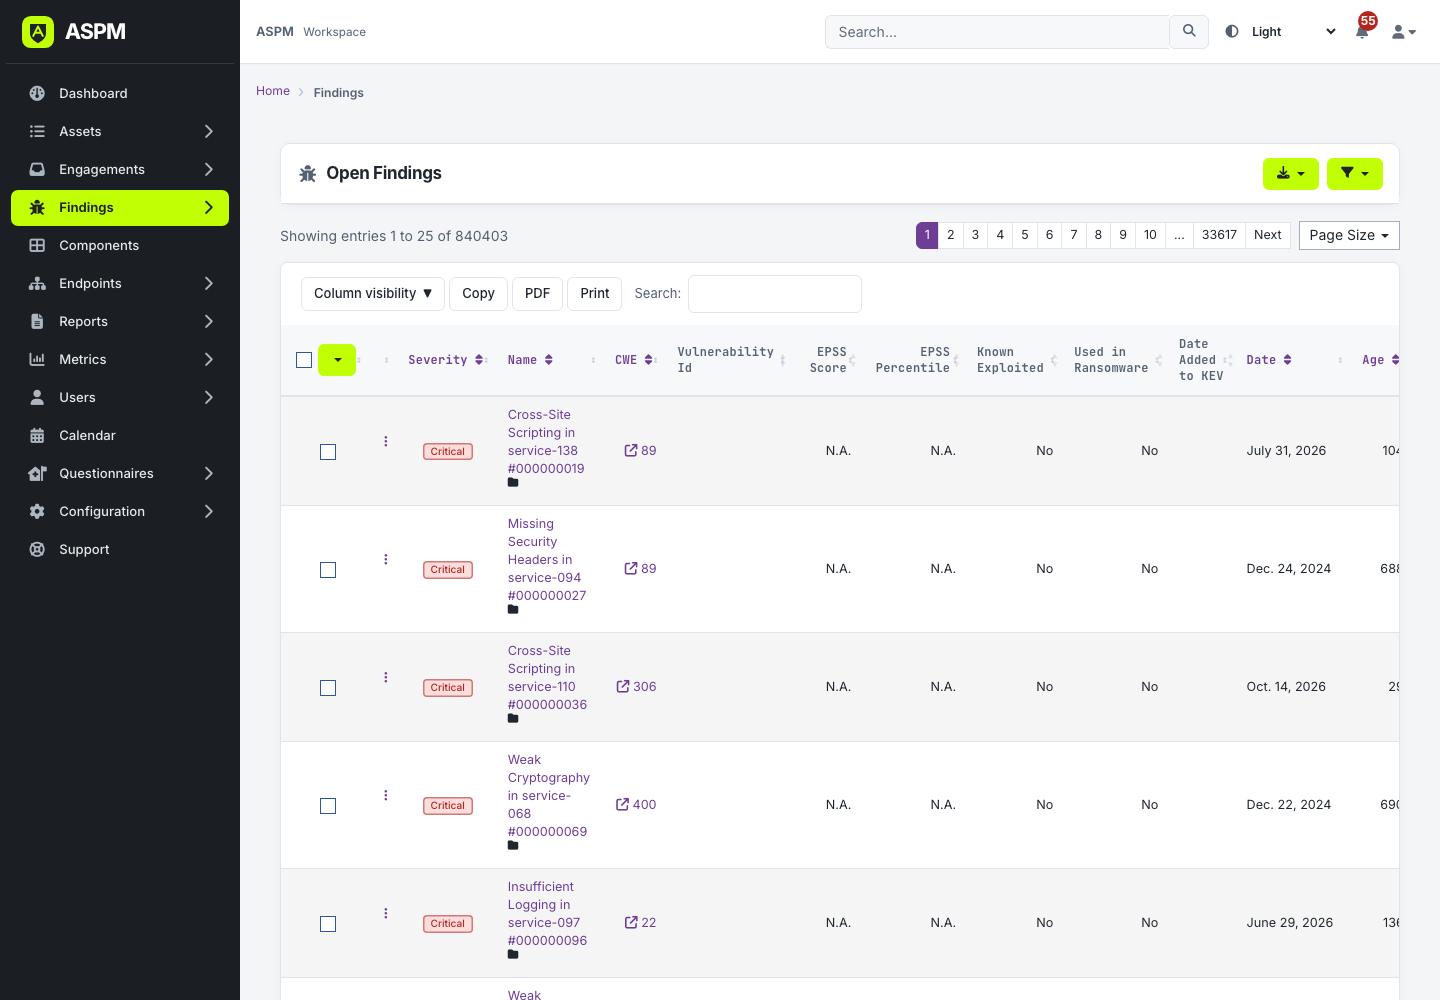 ASPM
ASPM Workspace
Search...
Light
55
Dashboard
Assets
Engagements
Findings
Components
Endpoints
Reports
Metrics
Users
Calendar
Questionnaires
Configuration
Support
Home
Findings
Open Findings
Showing entries 1 to 25 of 840403
1 2 3 4 5 6 7 8 9 10 ... 33617 Next
Page Size
Column visibility ▼ Copy PDF Print Search:
Severity Name CWE Vulnerability Id EPSS Score EPSS Percentile Known Exploited Used in Ransomware Date Added to KEV Date Age
Critical
Cross-Site
Scripting in
service-138
#000000019
89 N.A. N.A. No No July 31, 2026 104
Critical
Missing
Security
Headers in
service-094
#000000027
89 N.A. N.A. No No Dec. 24, 2024 688
Critical
Cross-Site
Scripting in
service-110
#000000036
306 N.A. N.A. No No Oct. 14, 2026 29
Critical
Weak
Cryptography
in service-
068
#000000069
400 N.A. N.A. No No Dec. 22, 2024 690
Critical
Insufficient
Logging in
service-097
#000000096
22 N.A. N.A. No No June 29, 2026 136
Weak